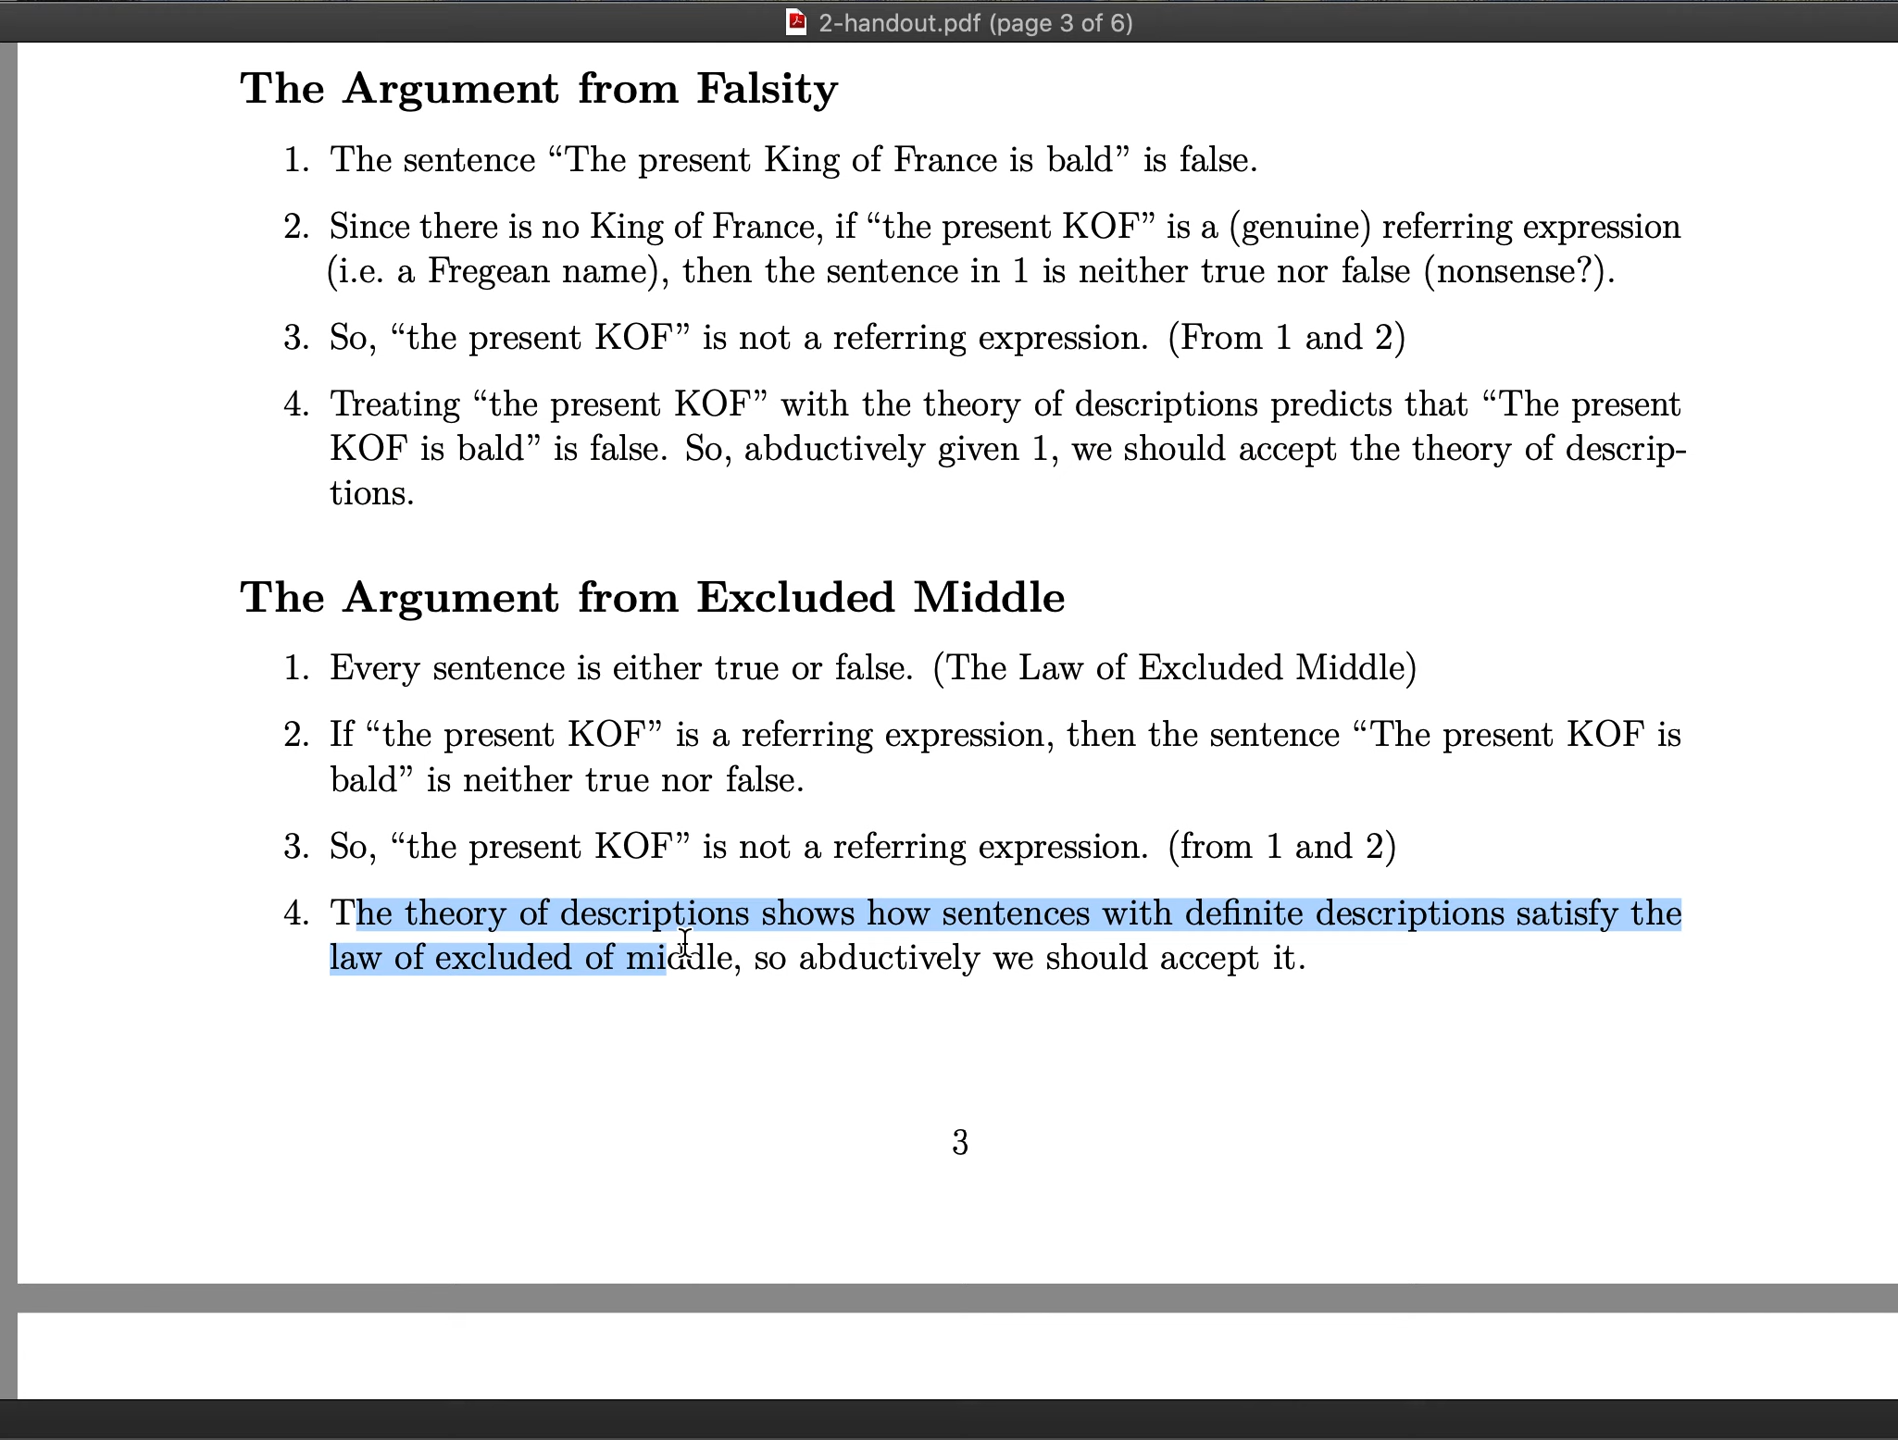 2-handout.pdf (page 3 of 6)
The Argument from Falsity
1. The sentence “The present King of France is bald” is false.
2. Since there is no King of France, if “the present KOF” is a (genuine) referring expression
(i.e. a Fregean name), then the sentence in 1 is neither true nor false (nonsense?).
3. So, “the present KOF” is not a referring expression. (From 1 and 2)
4. Treating “the present KOF” with the theory of descriptions predicts that “The present
KOF is bald” is false. So, abductively given 1, we should accept the theory of descrip-
tions.
The Argument from Excluded Middle
1. Every sentence is either true or false. (The Law of Excluded Middle)
2. If “the present KOF” is a referring expression, then the sentence “The present KOF is
bald” is neither true nor false.
3. So, “the present KOF” is not a referring expression. (from 1 and 2)
4. The theory of descriptions shows how sentences with definite descriptions satisfy the
law of excluded of middle, so abductively we should accept it.
3